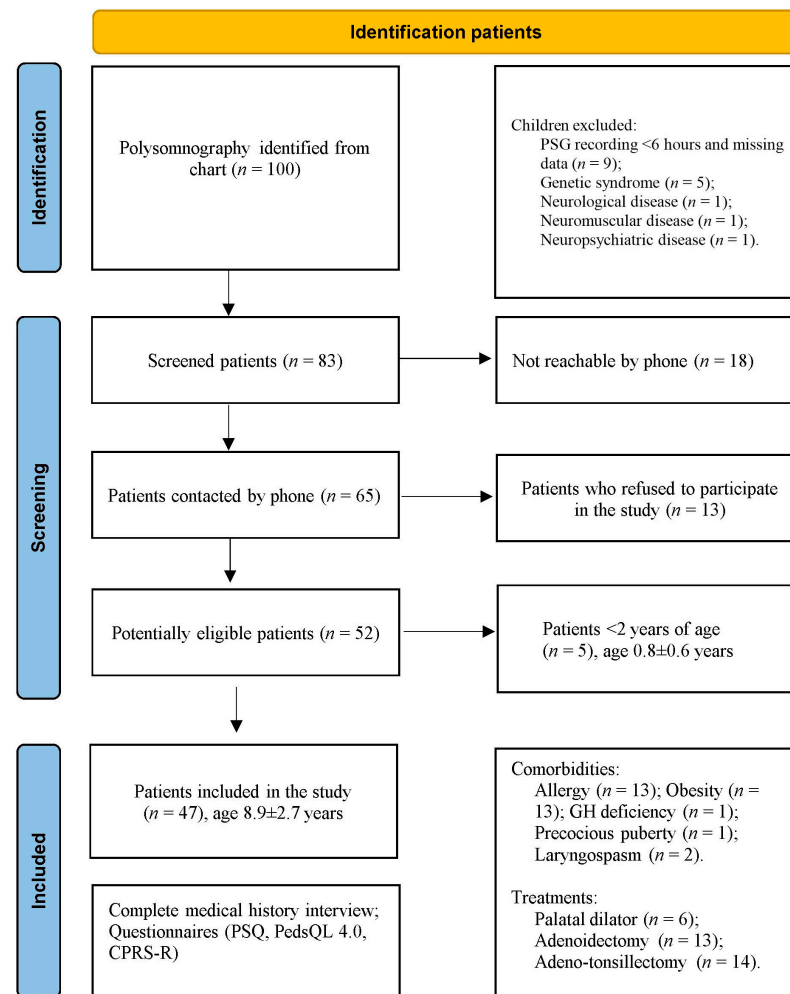 Identification patients
Identification
Polysomnography identified from
chart (n = 100)
Children excluded:
PSG recording <6 hours and missing
data (n = 9);
Genetic syndrome (n = 5);
Neurological disease (n = 1);
Neuromuscular disease (n = 1);
Neuropsychiatric disease (n = 1).
Screening
Screened patients (n = 83)
Not reachable by phone (n = 18)
Patients contacted by phone (n = 65)
Patients who refused to participate
in the study (n = 13)
Potentially eligible patients (n = 52)
Patients <2 years of age
(n = 5), age 0.8±0.6 years
Included
Patients included in the study
(n = 47), age 8.9±2.7 years
Complete medical history interview;
Questionnaires (PSQ, PedsQL 4.0,
CPRS-R)
Comorbidities:
Allergy (n = 13); Obesity (n =
13); GH deficiency (n = 1);
Precocious puberty (n = 1);
Laryngospasm (n = 2).
Treatments:
Palatal dilator (n = 6);
Adenoidectomy (n = 13);
Adeno-tonsillectomy (n = 14).